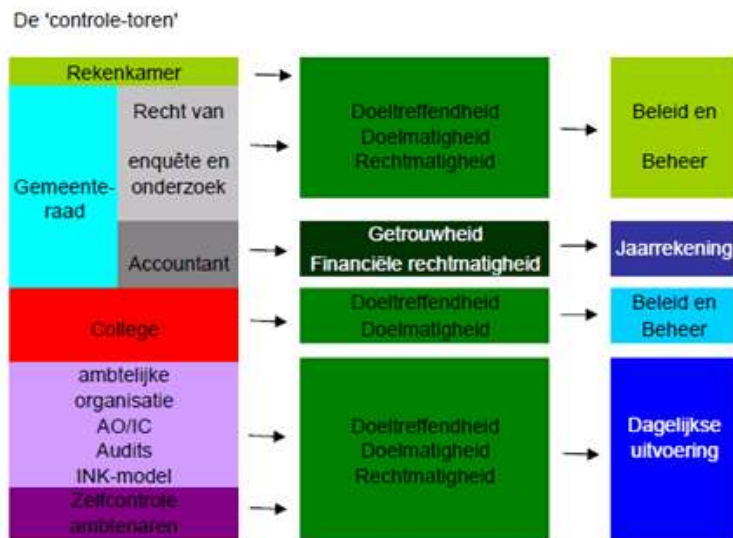 De 'controle-toren'
Rekenkamer
Gemeente-
raad
Recht van
enquête en
onderzoek
Accountant
College
ambtelijke
organisatie
AO/IC
Audits
INK-model
Zelfcontrole
ambtenaren
Doeltreffendheid
Doelmatigheid
Rechtmatigheid
Getrouwheid
Financiële rechtmatigheid
Doeltreffendheid
Doelmatigheid
Doeltreffendheid
Doelmatigheid
Rechtmatigheid
Beleid en
Beheer
Jaarrekening
Beleid en
Beheer
Dagelijkse
uitvoering